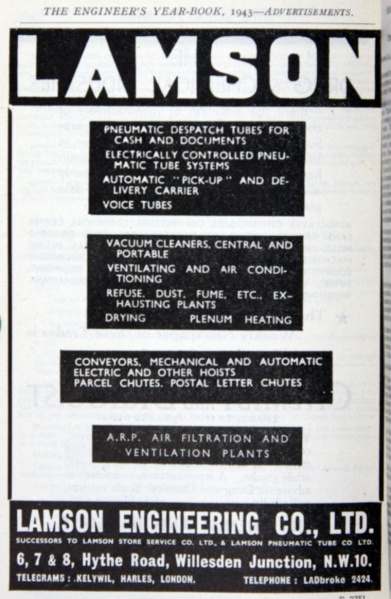 THE ENGINEER'S YEAR-BOOK, 1943—ADVERTISEMENTS.
LAMSON
PNEUMATIC DESPATCH TUBES FOR
CASH AND DOCUMENTS
ELECTRICALLY CONTROLLED PNEU-
MATIC TUBE SYSTEMS
AUTOMATIC "PICK-UP" AND DE-
LIVERY CARRIER
VOICE TUBES
VACUUM CLEANERS, CENTRAL AND
PORTABLE
VENTILATING AND AIR CONDI-
TIONING
REFUSE, DUST, FUME, ETC., EX-
HAUSTING PLANTS
DRYING PLENUM HEATING
CONVEYORS, MECHANICAL AND AUTOMATIC
ELECTRIC AND OTHER HOISTS
PARCEL CHUTES, POSTAL LETTER CHUTES
A.R.P. AIR FILTRATION AND
VENTILATION PLANTS
LAMSON ENGINEERING CO., LTD.
SUCCESSORS TO LAMSON STORE SERVICE CO. LTD., & LAMSON PNEUMATIC TUBE CO LTD.
6, 7 & 8, Hythe Road, Willesden Junction, N.W.10.
TELEGRAMS : KELYWIL, HARLES, LONDON. TELEPHONE : LADbroke 2424.